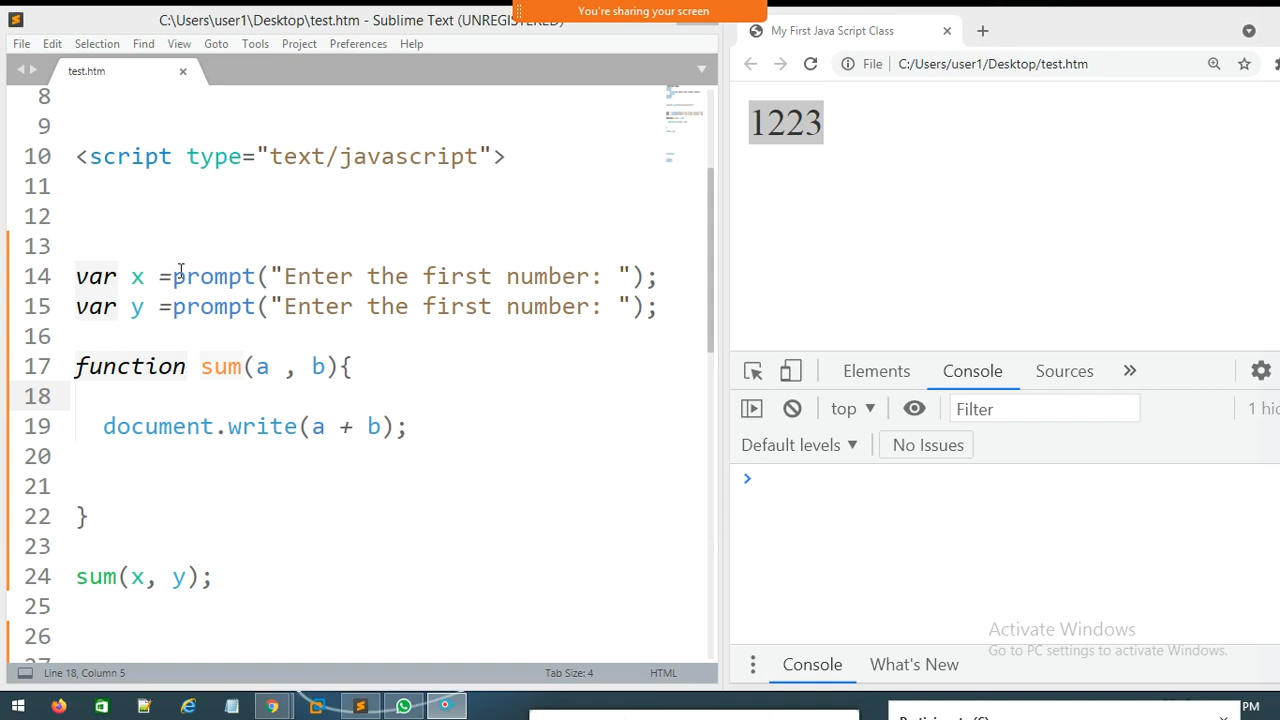 You're sharing your screen
C:\Users\user1\Desktop\test.htm - Sublime Text (UNREGISTERED)
File Edit Selection Find View Goto Tools Project Preferences Help
test.htm
8
9
10 <script type="text/javascript">
11
12
13
14 var x =prompt("Enter the first number: ");
15 var y =prompt("Enter the first number: ");
16
17 function sum(a , b){
18
19 document.write(a + b);
20
21
22 }
23
24 sum(x, y);
25
26
Line 18, Column 5 Tab Size: 4 HTML
My First Java Script Class
File C:/Users/user1/Desktop/test.htm
1223
Elements Console Sources
top Filter
Default levels No Issues
Activate Windows
Go to PC settings to activate Windows.
Console What's New
PM